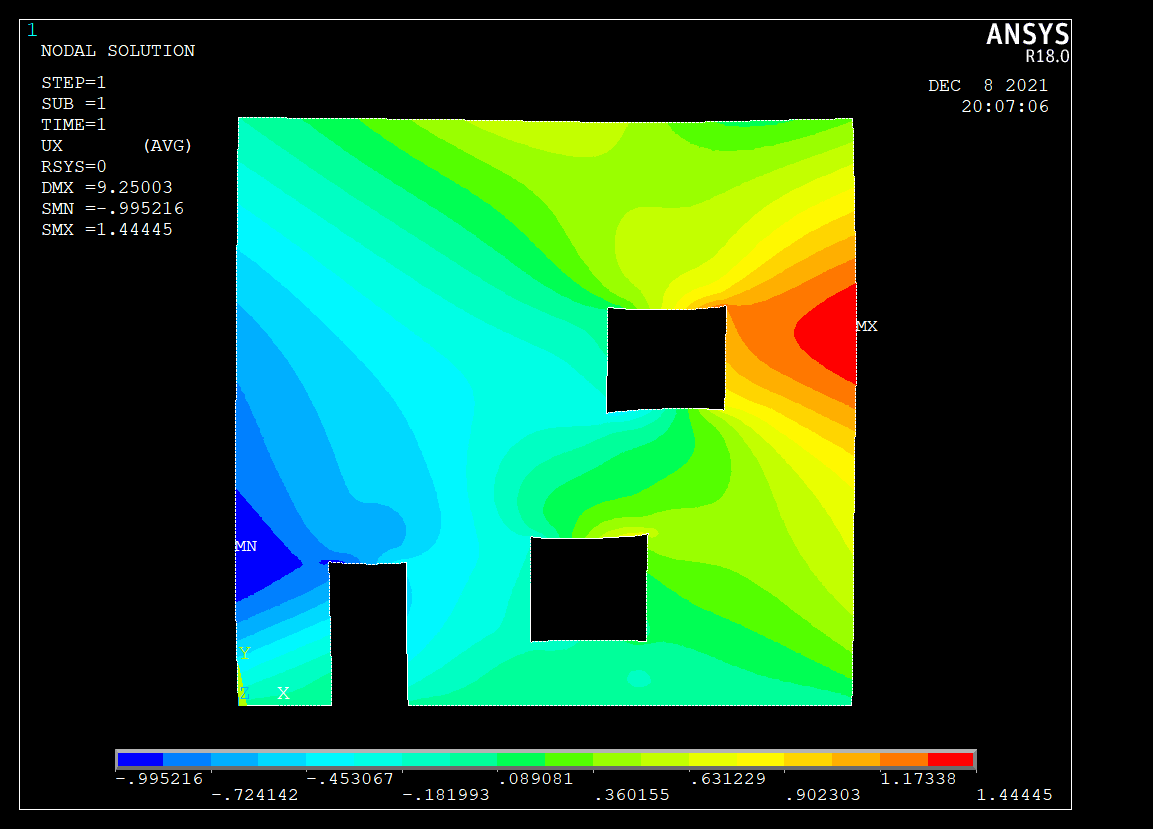 1
ANSYS
R18.0
NODAL SOLUTION
DEC 8 2021
20:07:06
STEP=1
SUB =1
TIME=1
UX (AVG)
RSYS=0
DMX =9.25003
SMN =-.995216
SMX =1.44445
MX
MN
Y
Z X
-.995216 -.453067 .089081 .631229 1.17338
-.724142 -.181993 .360155 .902303 1.44445